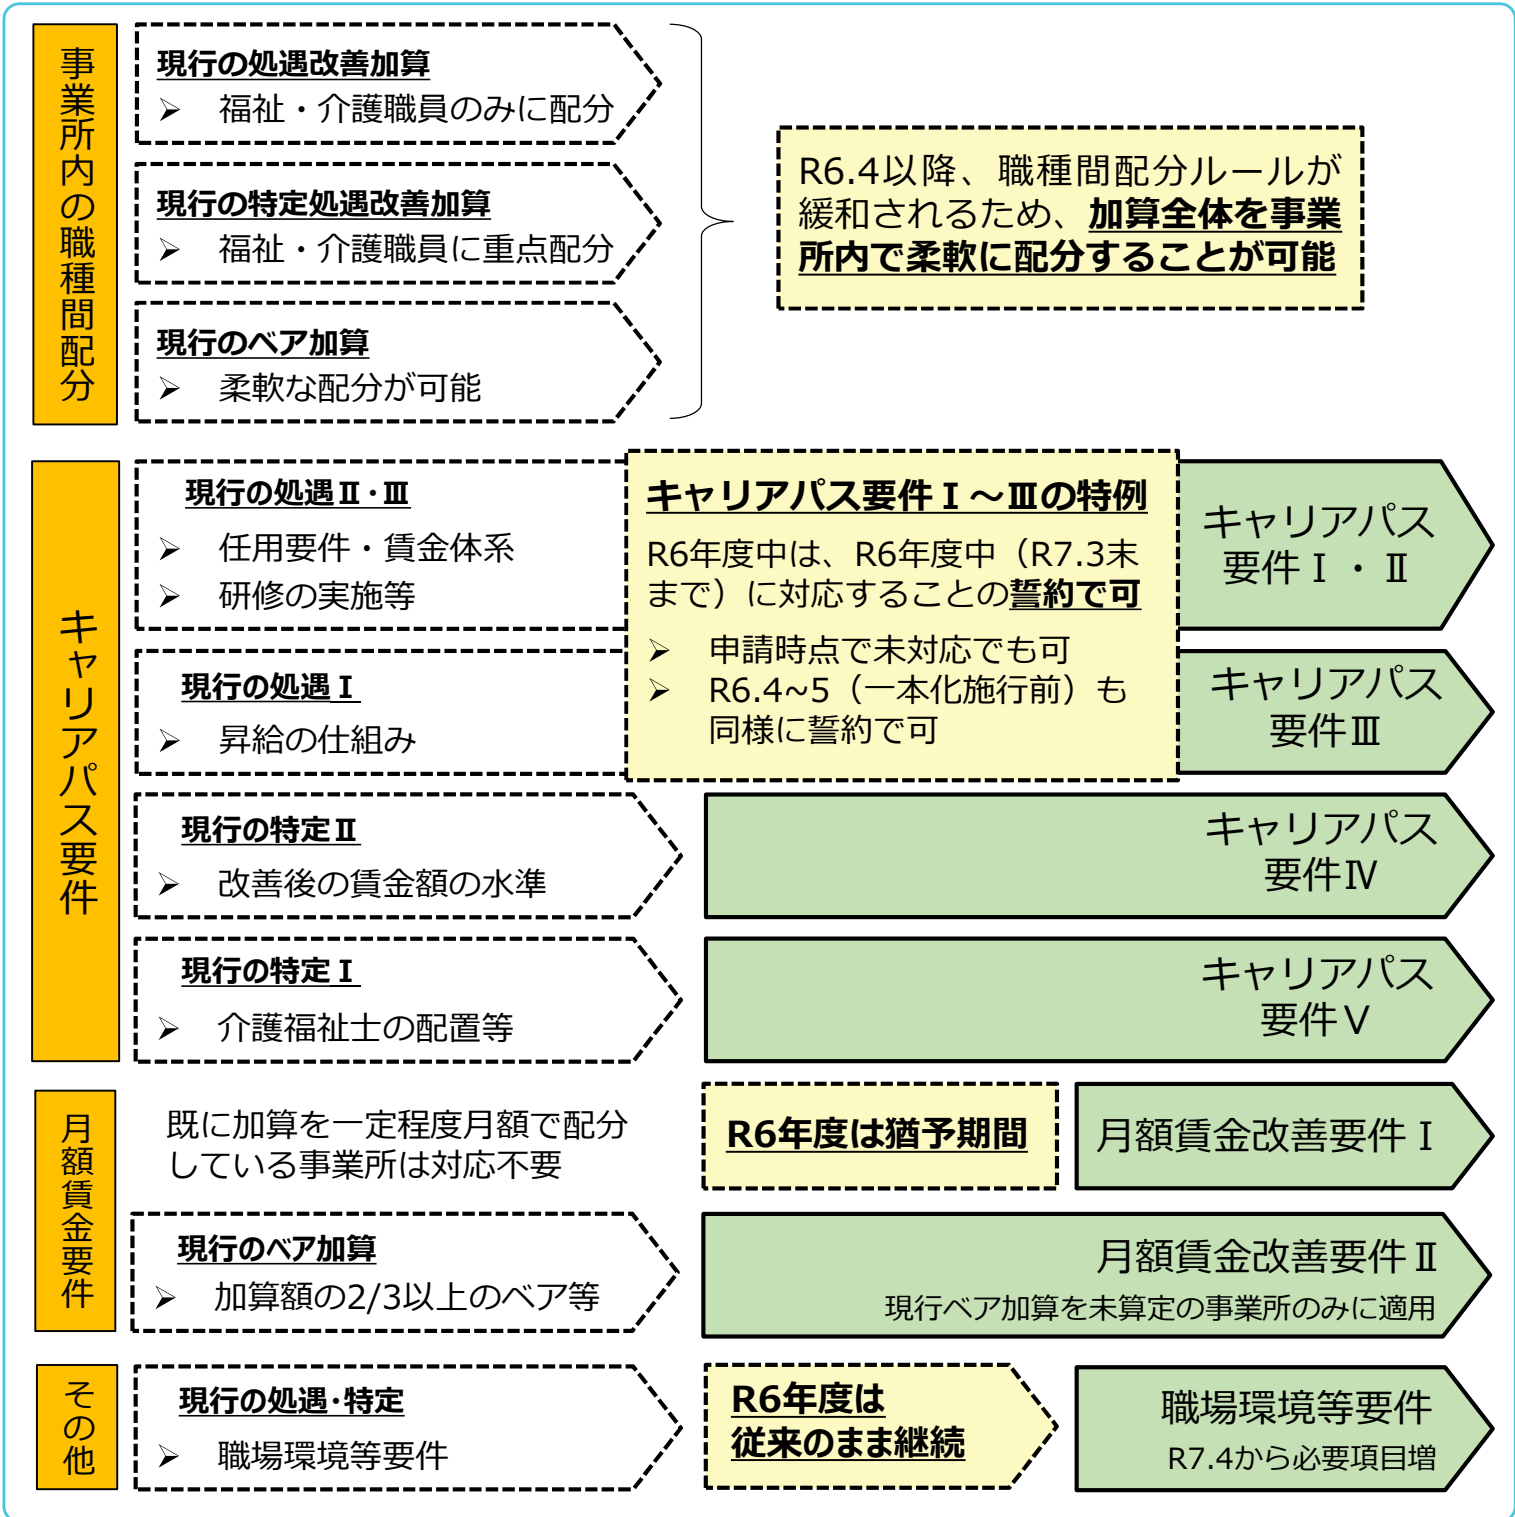 事業所内の職種間配分
現行の処遇改善加算
➢ 福祉・介護職員のみに配分
現行の特定処遇改善加算
➢ 福祉・介護職員に重点配分
現行のベア加算
➢ 柔軟な配分が可能
R6.4以降、職種間配分ルールが
緩和されるため、加算全体を事業
所内で柔軟に配分することが可能
キャリアパス要件
現行の処遇Ⅱ・Ⅲ
➢ 任用要件・賃金体系
➢ 研修の実施等
キャリアパス要件Ⅰ～Ⅲの特例
R6年度中は、R6年度中（R7.3末
まで）に対応することの誓約で可
➢ 申請時点で未対応でも可
➢ R6.4~5（一本化施行前）も
同様に誓約で可
キャリアパス
要件Ⅰ・Ⅱ
現行の処遇Ⅰ
➢ 昇給の仕組み
キャリアパス
要件Ⅲ
現行の特定Ⅱ
➢ 改善後の賃金額の水準
キャリアパス
要件Ⅳ
現行の特定Ⅰ
➢ 介護福祉士の配置等
キャリアパス
要件Ⅴ
月額賃金要件
既に加算を一定程度月額で配分
している事業所は対応不要
R6年度は猶予期間
月額賃金改善要件Ⅰ
現行のベア加算
➢ 加算額の2/3以上のベア等
月額賃金改善要件Ⅱ
現行ベア加算を未算定の事業所のみに適用
その他
現行の処遇・特定
➢ 職場環境等要件
R6年度は
従来のまま継続
職場環境等要件
R7.4から必要項目増